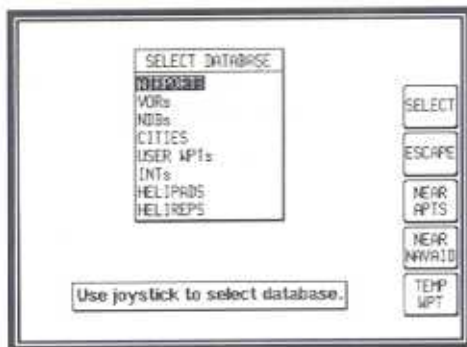 SELECT DATABASE
AIRPORTS
VORs
NDBs
CITIES
USER WPTs
INTs
HELIPADS
HELIREPS
SELECT
ESCAPE
NEAR
APTS
NEAR
NAVAID
TEMP
WPT
Use joystick to select database.